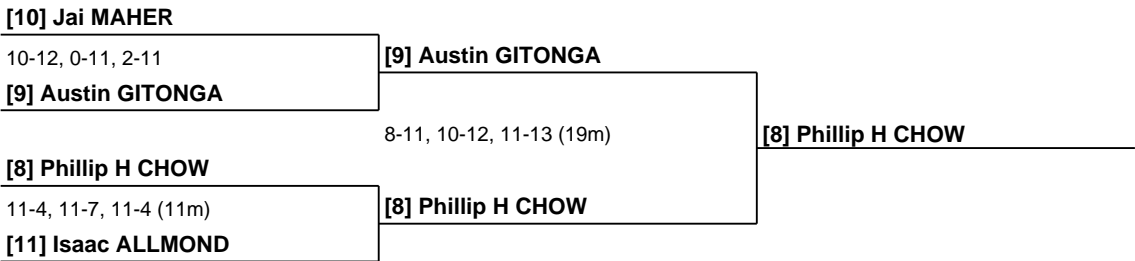 [10] Jai MAHER
10-12, 0-11, 2-11
[9] Austin GITONGA
[9] Austin GITONGA
8-11, 10-12, 11-13 (19m)
[8] Phillip H CHOW
[8] Phillip H CHOW
11-4, 11-7, 11-4 (11m)
[8] Phillip H CHOW
[11] Isaac ALLMOND